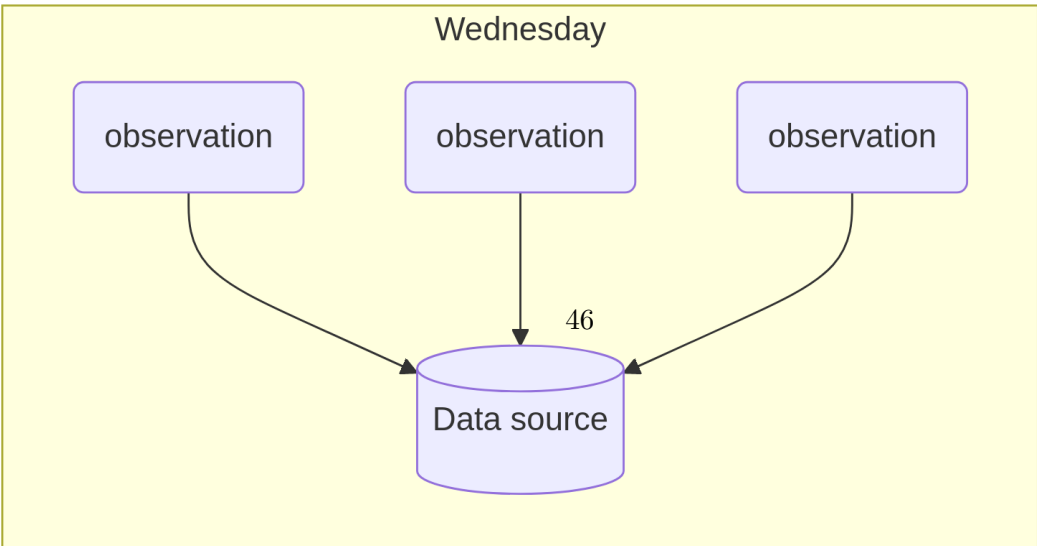 Wednesday
observation
observation
observation
46
Data source